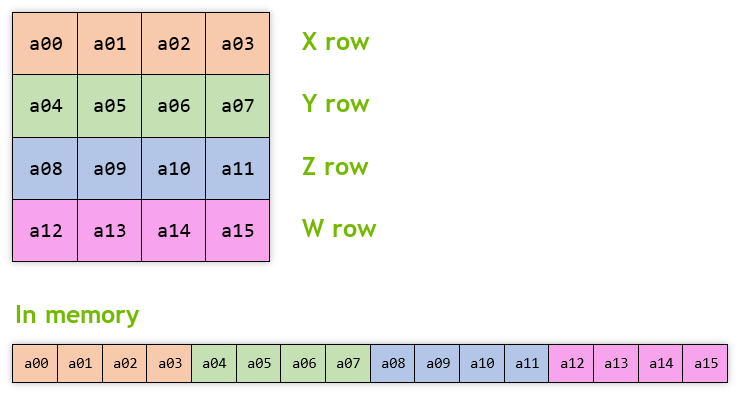 a00 a01 a02 a03 X row
a04 a05 a06 a07 Y row
a08 a09 a10 a11 Z row
a12 a13 a14 a15 W row
In memory
a00 a01 a02 a03 a04 a05 a06 a07 a08 a09 a10 a11 a12 a13 a14 a15